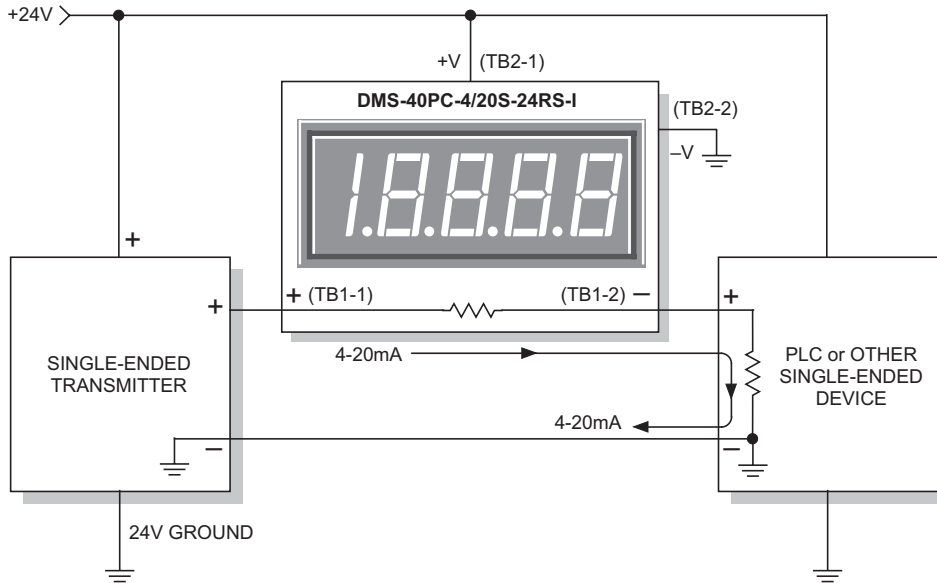 +24V
+V (TB2-1)
DMS-40PC-4/20S-24RS-I
(TB2-2)
–V
1.8.8.8.8
+
+
+ (TB1-1)
(TB1-2) –
+
SINGLE-ENDED
TRANSMITTER
4-20mA
PLC or OTHER
SINGLE-ENDED
DEVICE
4-20mA
–
–
24V GROUND